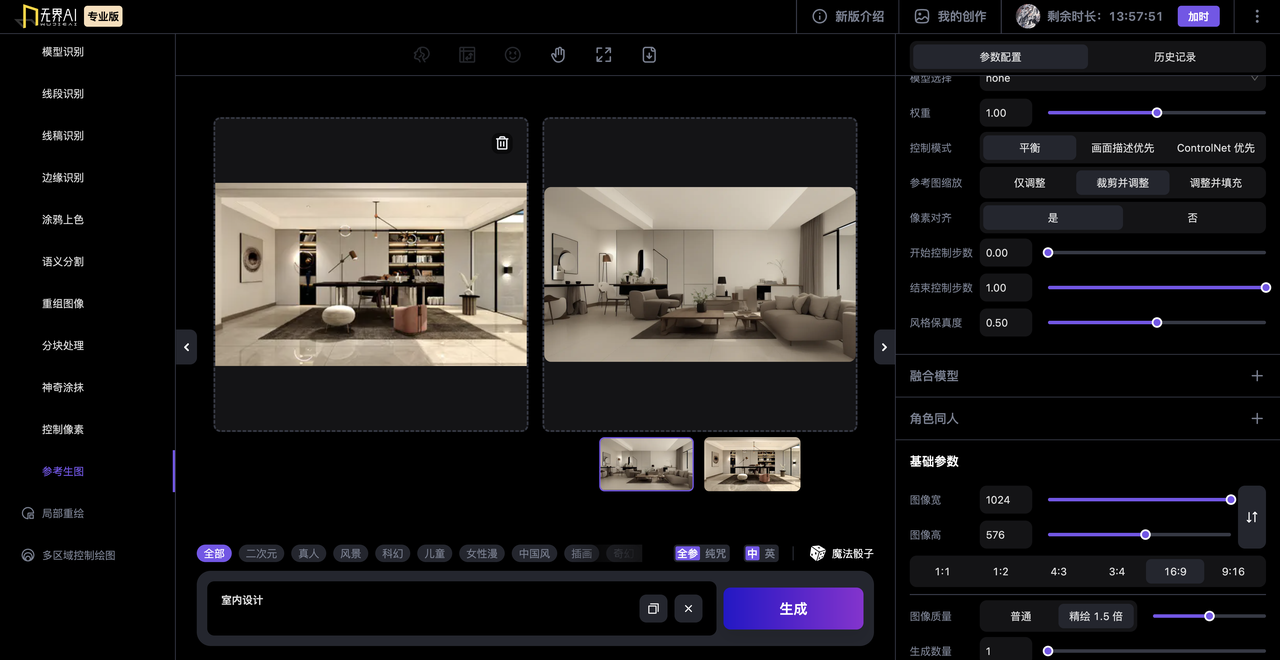 无界AI 专业版
WUJIE AI
新版介绍
我的创作
剩余时长：13:57:51
加时
模型识别
线段识别
线稿识别
边缘识别
涂鸦上色
语义分割
重组图像
分块处理
神奇涂抹
控制像素
参考生图
局部重绘
多区域控制绘图
全部 二次元 真人 风景 科幻 儿童 女性漫 中国风 插画 奇幻
全参 纯咒
中 英
魔法骰子
室内设计
生成
参数配置 历史记录
模型选择 none
权重 1.00
控制模式 平衡 画面描述优先 ControlNet 优先
参考图缩放 仅调整 裁剪并调整 调整并填充
像素对齐 是 否
开始控制步数 0.00
结束控制步数 1.00
风格保真度 0.50
融合模型
角色同人
基础参数
图像宽 1024
图像高 576
1:1 1:2 4:3 3:4 16:9 9:16
图像质量 普通 精绘 1.5 倍
生成数量 1